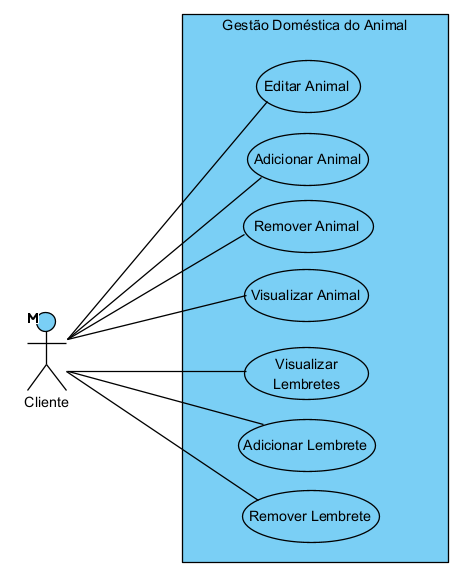 Gestão Doméstica do Animal
Editar Animal
Adicionar Animal
Remover Animal
Visualizar Animal
Visualizar
Lembretes
Adicionar Lembrete
Remover Lembrete
M
Cliente